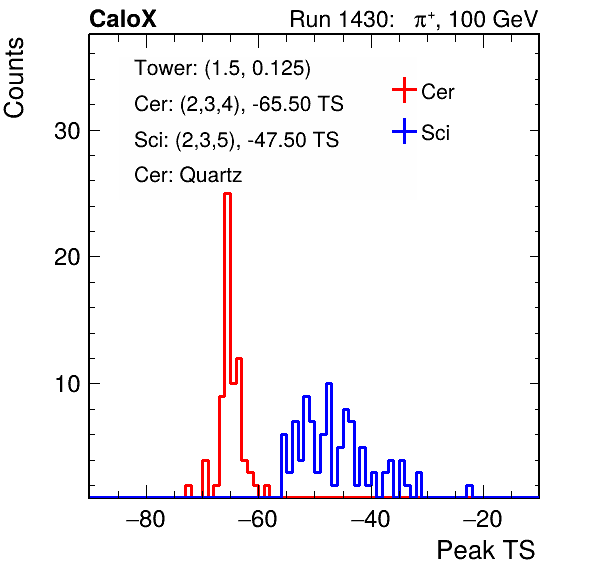 CaloX Run 1430: π⁺, 100 GeV
Counts
Tower: (1.5, 0.125)
Cer: (2,3,4), -65.50 TS
Sci: (2,3,5), -47.50 TS
Cer: Quartz
Cer
Sci
30
20
10
−80 −60 −40 −20
Peak TS